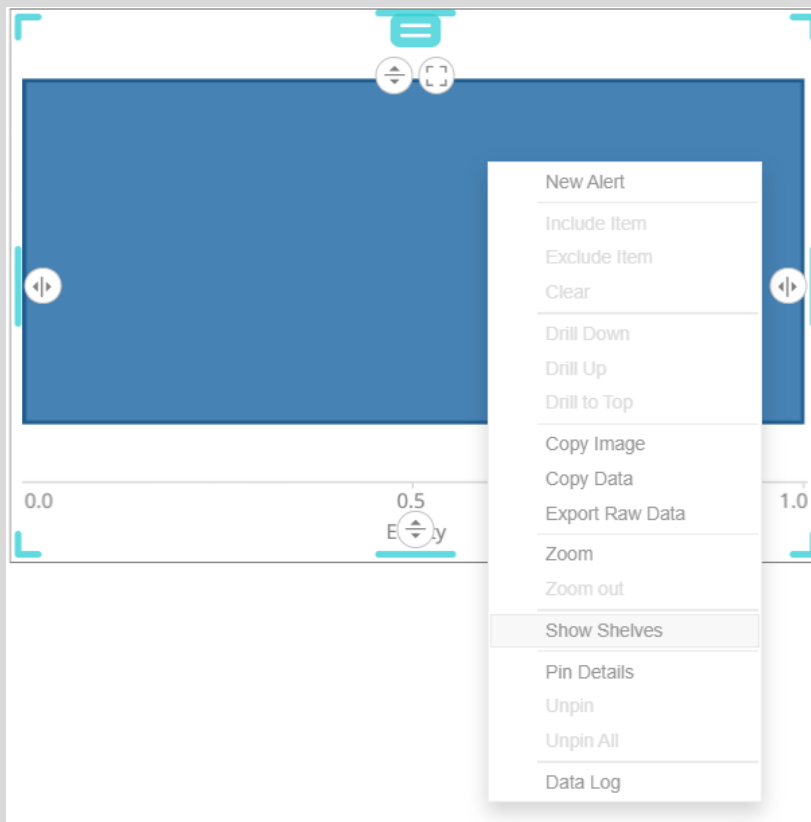 New Alert
Include Item
Exclude Item
Clear
Drill Down
Drill Up
Drill to Top
Copy Image
Copy Data
Export Raw Data
Zoom
Zoom out
Show Shelves
Pin Details
Unpin
Unpin All
Data Log
0.0 0.5 1.0